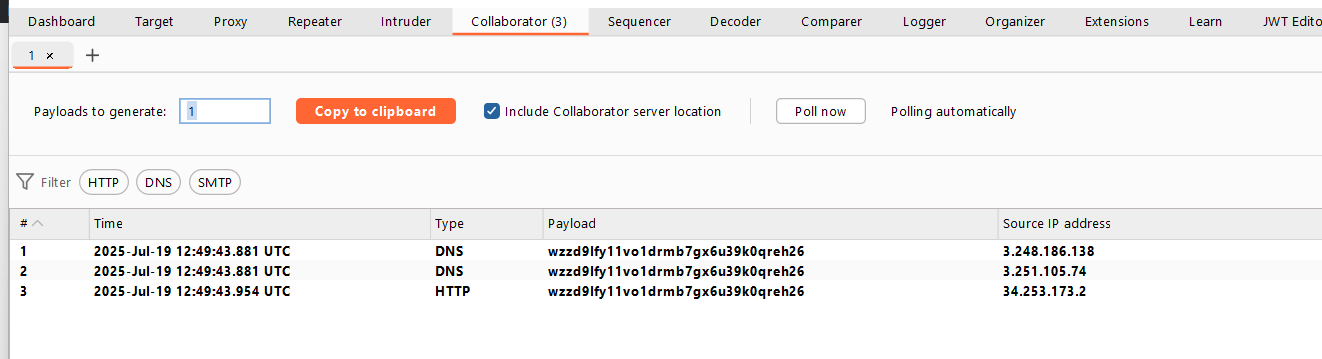 Dashboard Target Proxy Repeater Intruder Collaborator (3) Sequencer Decoder Comparer Logger Organizer Extensions Learn JWT Edito
1 × +
Payloads to generate: 1 Copy to clipboard Include Collaborator server location Poll now Polling automatically
Filter HTTP DNS SMTP
# Time Type Payload Source IP address
1 2025-Jul-19 12:49:43.881 UTC DNS wzzd9lfy11vo1drmb7gx6u39k0qreh26 3.248.186.138
2 2025-Jul-19 12:49:43.881 UTC DNS wzzd9lfy11vo1drmb7gx6u39k0qreh26 3.251.105.74
3 2025-Jul-19 12:49:43.954 UTC HTTP wzzd9lfy11vo1drmb7gx6u39k0qreh26 34.253.173.2